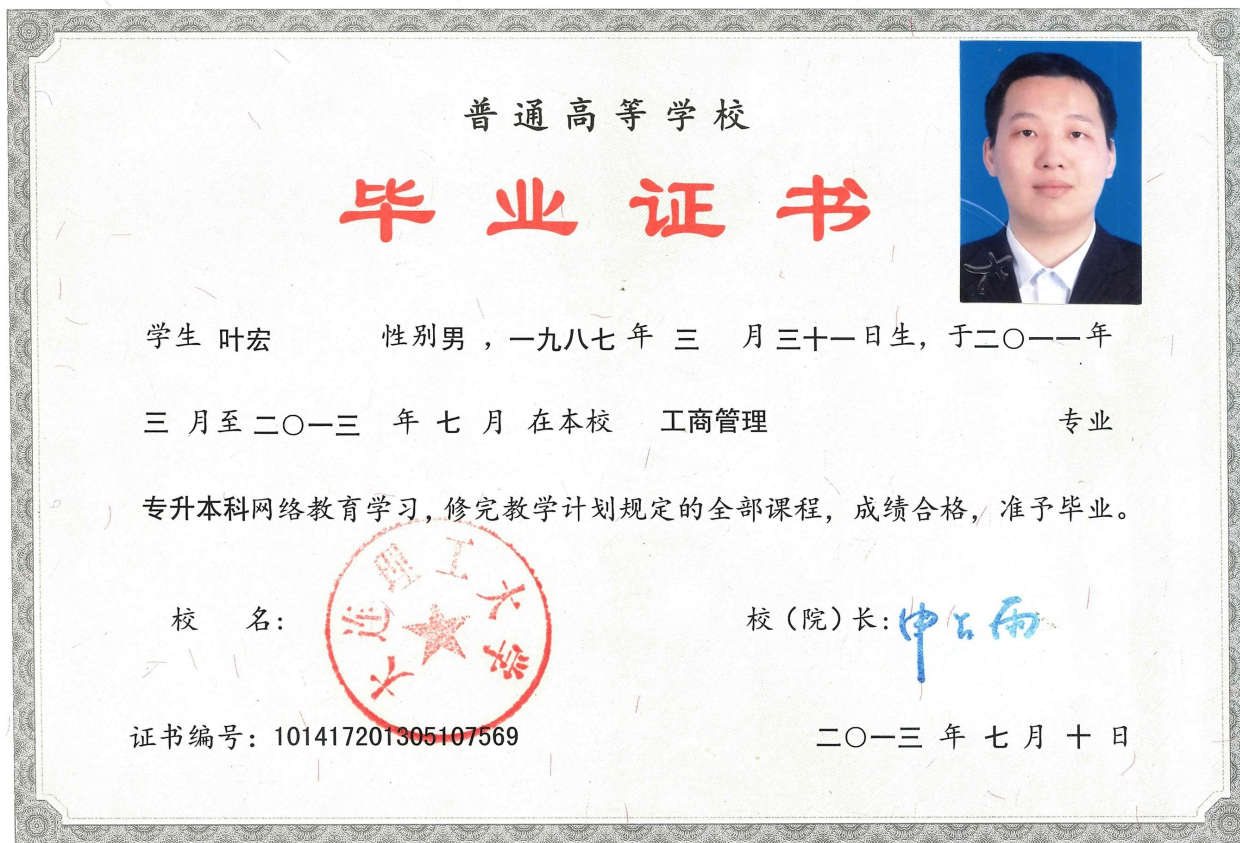 普通高等学校
毕业证书
学生 叶宏 性别男，一九八七年 三 月三十一日生，于二〇一一年
三 月至二〇一三 年 七 月 在本校 工商管理 专业
专升本科网络教育学习，修完教学计划规定的全部课程，成绩合格，准予毕业。
校 名：
大连理工大学
校（院）长：申长雨
证书编号：101417201305107569
二〇一三 年 七 月 十 日